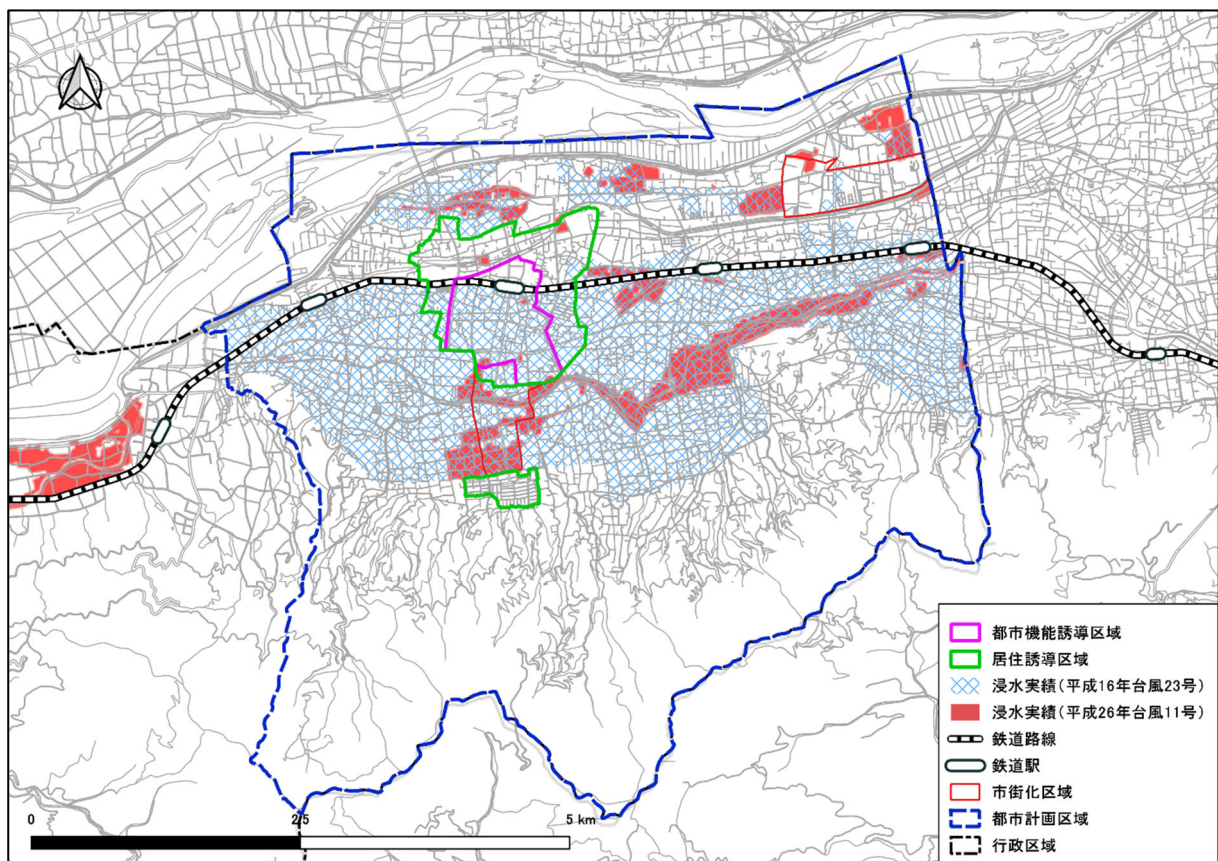 都市機能誘導区域
居住誘導区域
浸水実績(平成16年台風23号)
浸水実績(平成26年台風11号)
鉄道路線
鉄道駅
市街化区域
都市計画区域
行政区域
0 2.5 5 km